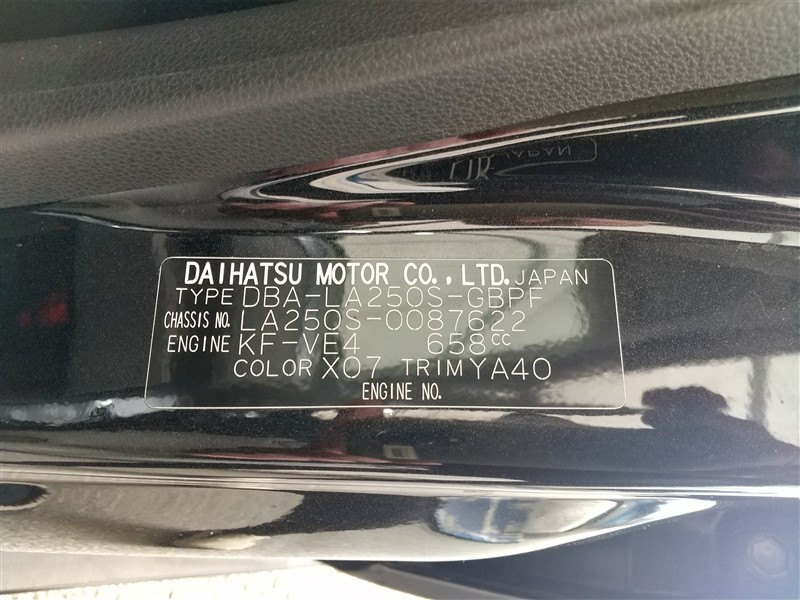 DAIHATSU MOTOR CO., LTD. JAPAN
TYPE DBA-LA250S-GBPF
CHASSIS NO. LA250S-0087622
ENGINE KF-VE4 658cc
COLOR X07 TRIM YA40
ENGINE NO.